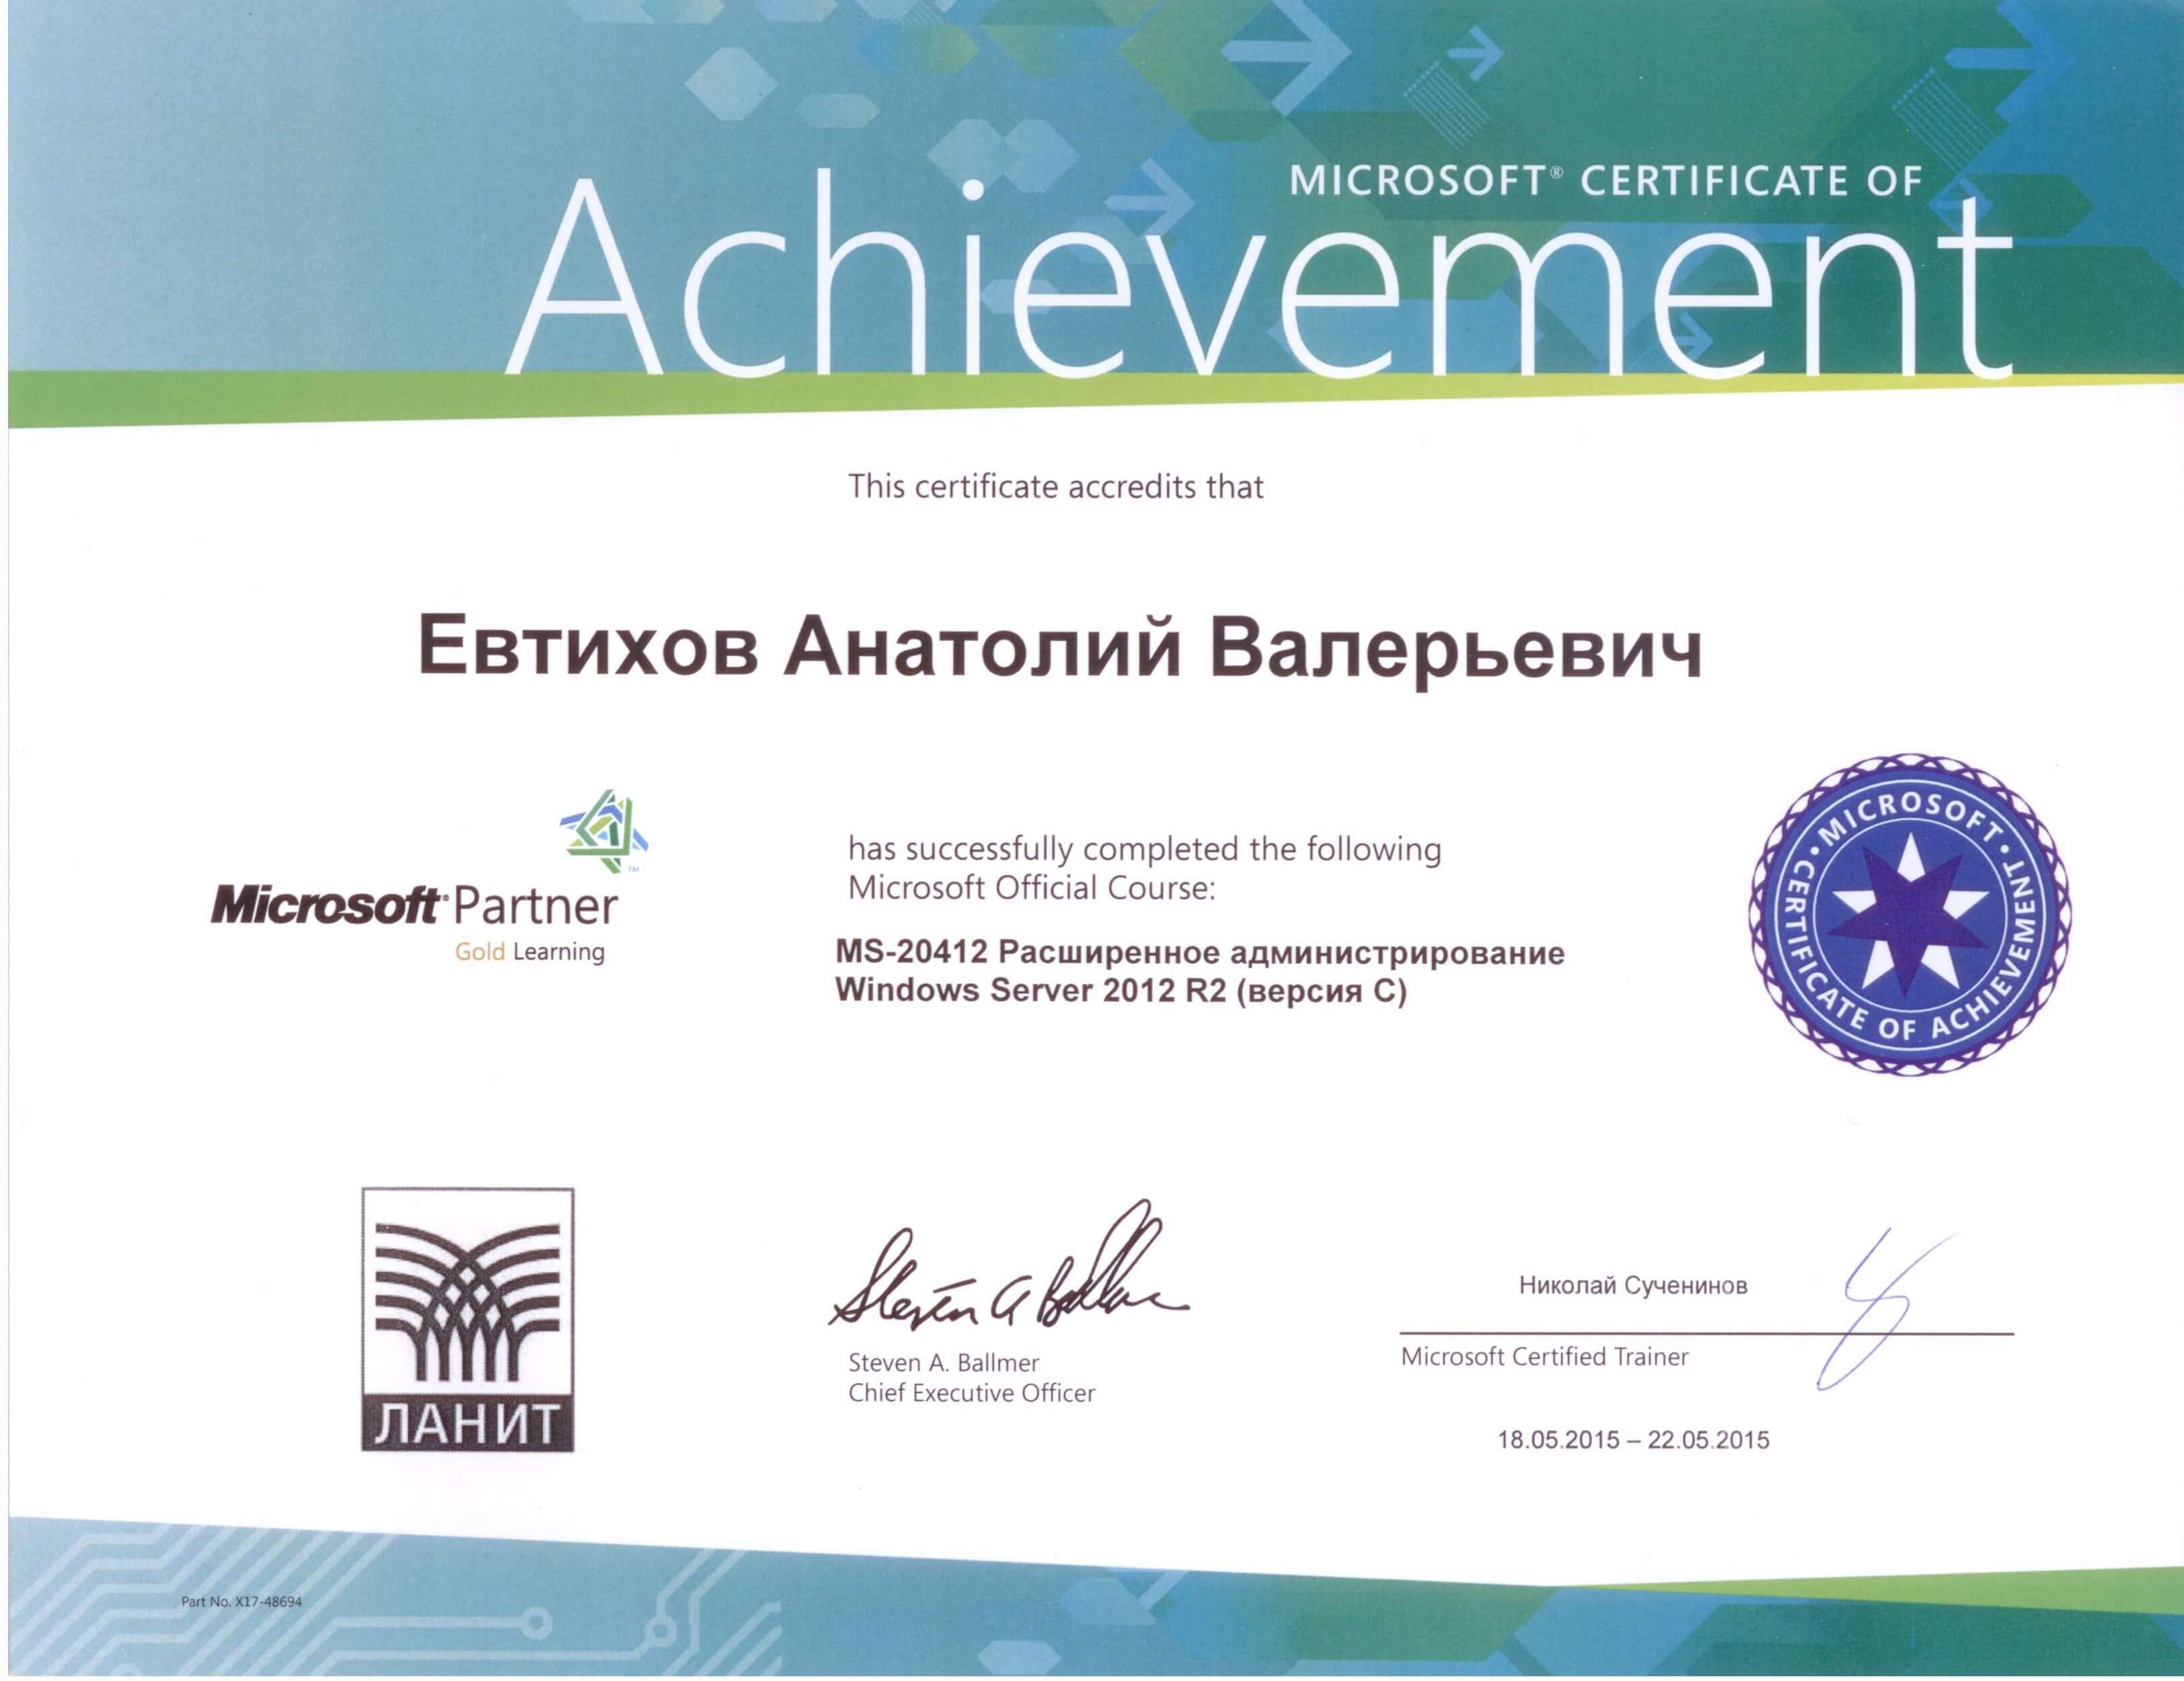 MICROSOFT® CERTIFICATE OF
Achievement
This certificate accredits that
Евтихов Анатолий Валерьевич
Microsoft® Partner
Gold Learning
has successfully completed the following
Microsoft Official Course:
MS-20412 Расширенное администрирование
Windows Server 2012 R2 (версия C)
• MICROSOFT • CERTIFICATE OF ACHIEVEMENT
ЛАНИТ
Steven A Ballmer
Steven A. Ballmer
Chief Executive Officer
Николай Сученинов
Microsoft Certified Trainer
18.05.2015 – 22.05.2015
Part No. X17-48694